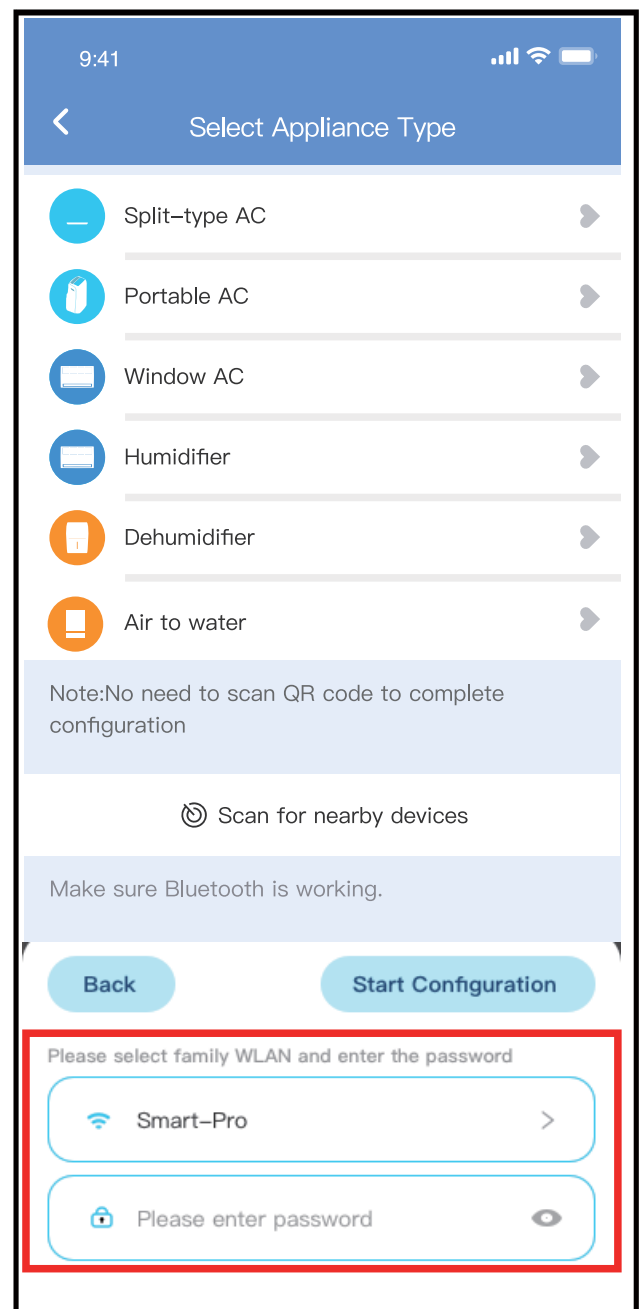 9:41
Select Appliance Type
Split–type AC
Portable AC
Window AC
Humidifier
Dehumidifier
Air to water
Note:No need to scan QR code to complete
configuration
Scan for nearby devices
Make sure Bluetooth is working.
Back
Start Configuration
Please select family WLAN and enter the password
Smart–Pro
Please enter password